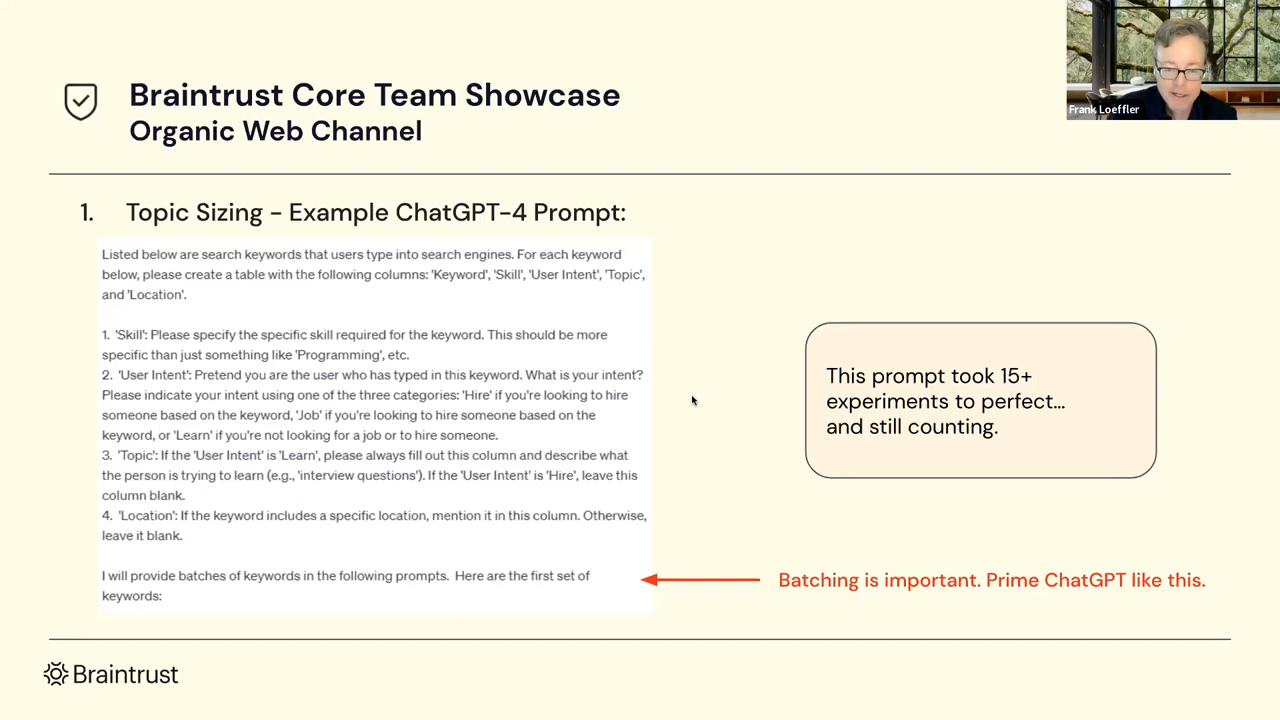 Frank Loeffler
Braintrust Core Team Showcase
Organic Web Channel
1. Topic Sizing - Example ChatGPT-4 Prompt:
Listed below are search keywords that users type into search engines. For each keyword
below, please create a table with the following columns: 'Keyword', 'Skill', 'User Intent', 'Topic',
and 'Location'.
1. 'Skill': Please specify the specific skill required for the keyword. This should be more
specific than just something like 'Programming', etc.
2. 'User Intent': Pretend you are the user who has typed in this keyword. What is your intent?
Please indicate your intent using one of the three categories: 'Hire' if you're looking to hire
someone based on the keyword, 'Job' if you're looking to hire someone based on the
keyword, or 'Learn' if you're not looking for a job or to hire someone.
3. 'Topic': If the 'User Intent' is 'Learn', please always fill out this column and describe what
the person is trying to learn (e.g., 'interview questions'). If the 'User Intent' is 'Hire', leave this
column blank.
4. 'Location': If the keyword includes a specific location, mention it in this column. Otherwise,
leave it blank.
I will provide batches of keywords in the following prompts. Here are the first set of
keywords:
This prompt took 15+
experiments to perfect...
and still counting.
Batching is important. Prime ChatGPT like this.
Braintrust